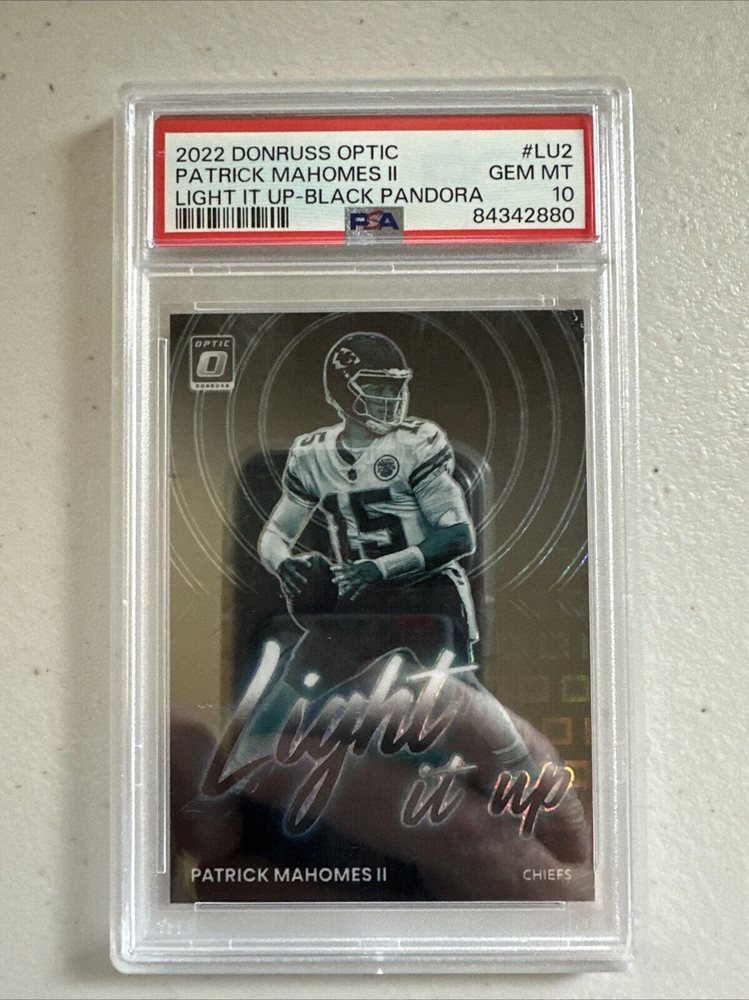 2022 DONRUSS OPTIC #LU2
PATRICK MAHOMES II GEM MT
LIGHT IT UP-BLACK PANDORA 10
PSA 84342880
OPTIC
DONRUSS
15
15
Light
it up
PATRICK MAHOMES II CHIEFS